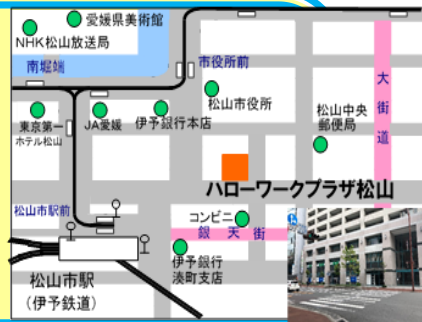 愛媛県美術館
NHK松山放送局
南堀端
市役所前
大街道
松山市役所
東京第一
ホテル松山
JA愛媛
伊予銀行本店
松山中央
郵便局
ハローワークプラザ松山
松山市駅前
コンビニ
銀天街
伊予銀行
湊町支店
松山市駅
(伊予鉄道)